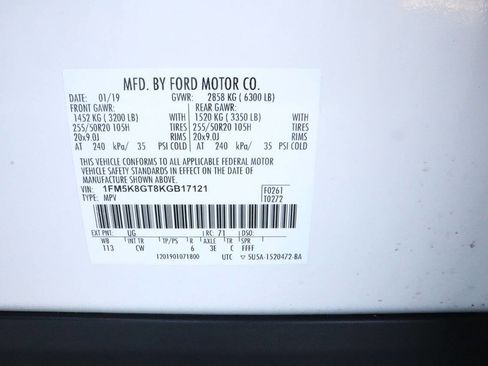 MFD. BY FORD MOTOR CO.
DATE: 01/19 GVWR: 2858 KG ( 6300 LB)
FRONT GAWR: REAR GAWR:
1452 KG ( 3200 LB) WITH 1520 KG ( 3350 LB) WITH
255/50R20 105H TIRES 255/50R20 105H TIRES
20x9.0J RIMS 20x9.0J RIMS
AT 240 kPa/ 35 PSI COLD AT 240 kPa/ 35 PSI COLD
THIS VEHICLE CONFORMS TO ALL APPLICABLE FEDERAL MOTOR
VEHICLE SAFETY STANDARDS IN EFFECT ON THE DATE OF
MANUFACTURE SHOWN ABOVE.
VIN: 1FM5K8GT8KGB17121 F0261
TYPE: MPV T0272
EXT PNT: UG RC: 71 DSO:
WB INT TR TP/PS R AXLE TR SPR
113 CW 6 3E C FFFF
1201901071800 UTC ▽ 5U5A-1520472-BA